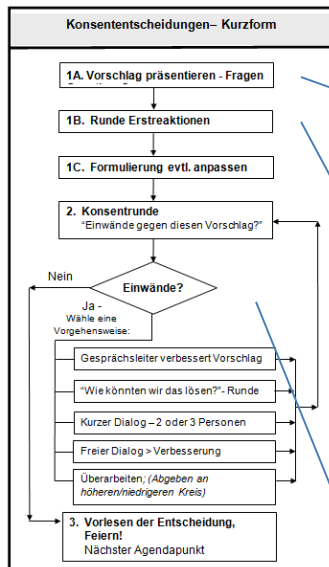 Konsententscheidungen– Kurzform
1A. Vorschlag präsentieren - Fragen
1B. Runde Erstreaktionen
1C. Formulierung evtl. anpassen
2. Konsentrunde
"Einwände gegen diesen Vorschlag?"
Nein
Einwände?
Ja -
Wähle eine
Vorgehensweise:
Gesprächsleiter verbessert Vorschlag
"Wie könnten wir das lösen?"- Runde
Kurzer Dialog – 2 oder 3 Personen
Freier Dialog > Verbesserung
Überarbeiten; (Abgeben an
höheren/niedrigeren Kreis)
3. Vorlesen der Entscheidung,
Feiern!
Nächster Agendapunkt